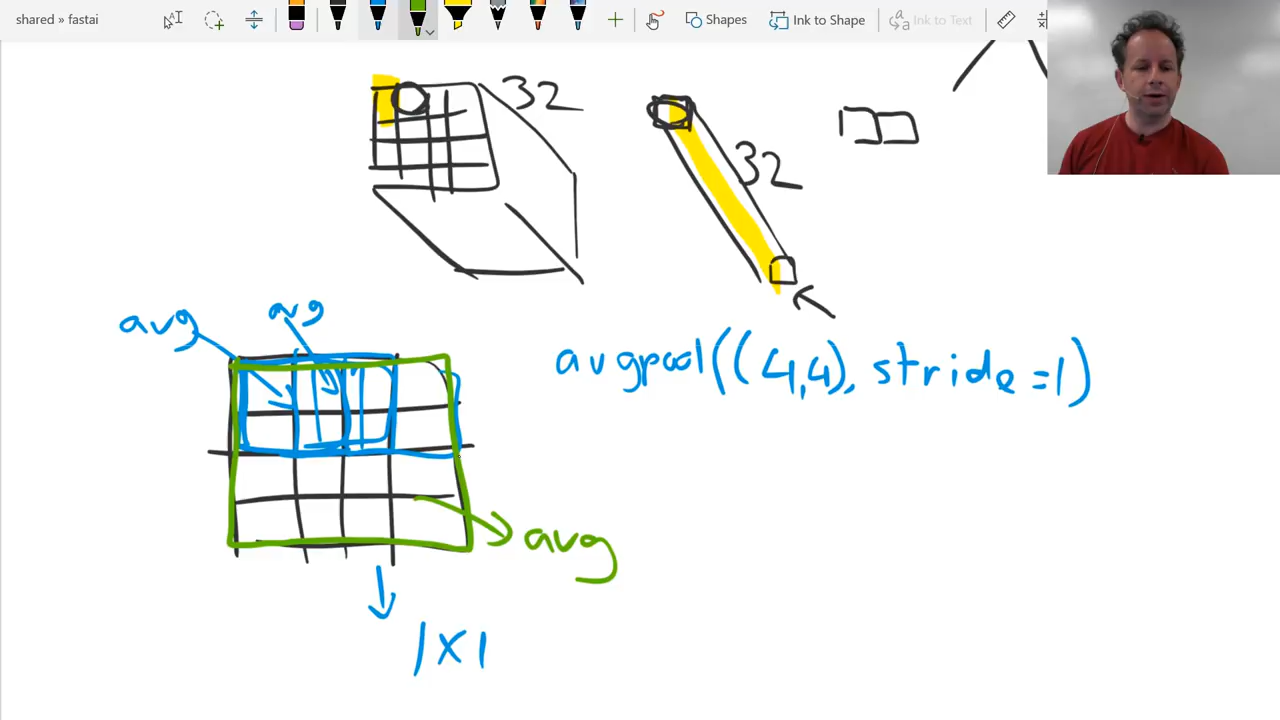 shared » fastai
Shapes
Ink to Shape
Ink to Text
32
32
avg
avg
avgpool((4,4), stride=1)
avg
1x1